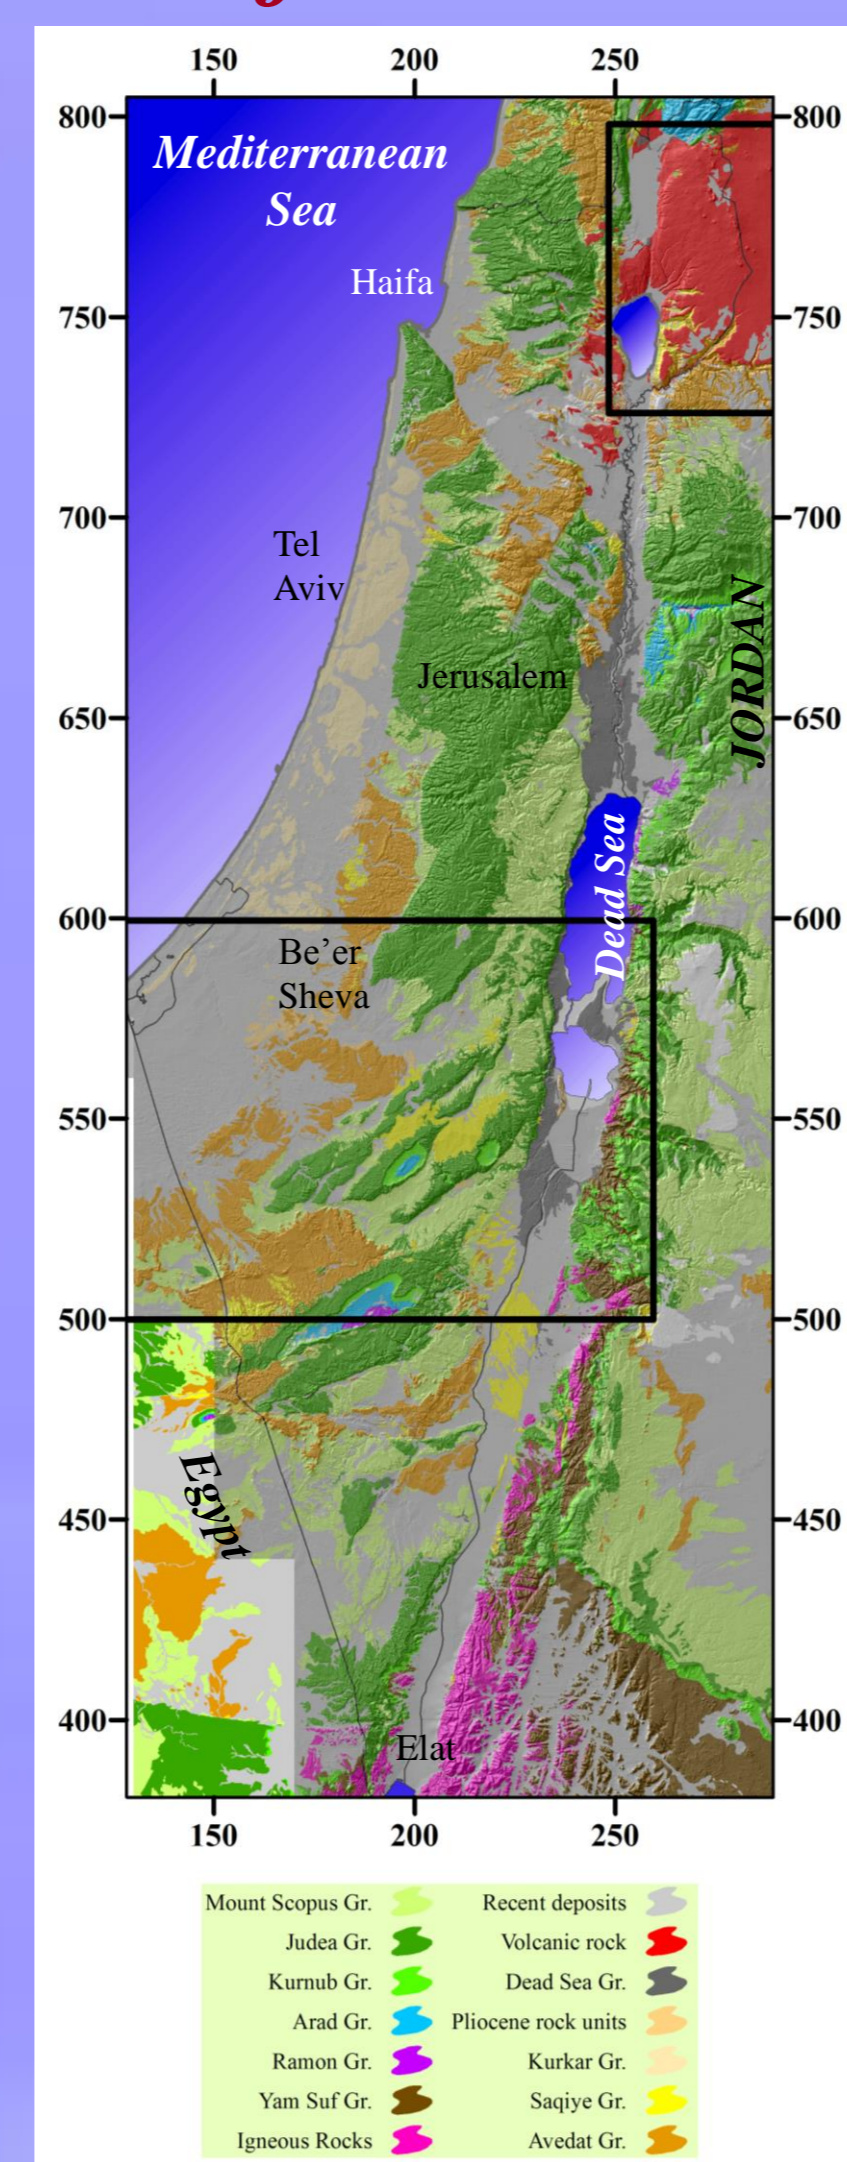 150 200 250
800 800
Mediterranean
Sea
Haifa
750 750
700 700
Tel
Aviv
JORDAN
Jerusalem
650 650
Dead Sea
600 600
Be’er
Sheva
550 550
500 500
Egypt
450 450
400 400
Elat
150 200 250
Mount Scopus Gr. Recent deposits
Judea Gr. Volcanic rock
Kurnub Gr. Dead Sea Gr.
Arad Gr. Pliocene rock units
Ramon Gr. Kurkar Gr.
Yam Suf Gr. Saqiye Gr.
Igneous Rocks Avedat Gr.